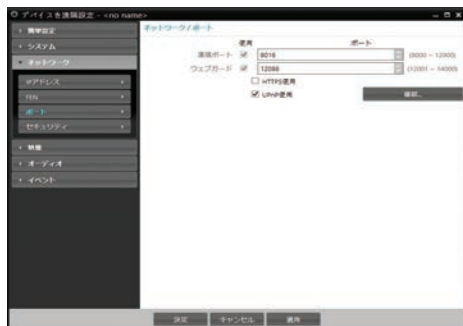 デバイスを遠隔設定 - <no name>
簡単設定
システム
ネットワーク
IPアドレス
FEN
ポート
セキュリティ
映像
オーディオ
イベント
ネットワーク / ポート
使用 ポート
遠隔ポート 8016 (8000 ~ 12000)
ウェブガード 12088 (12001 ~ 14000)
HTTPS使用
UPnP使用 確認...
設定 キャンセル 適用